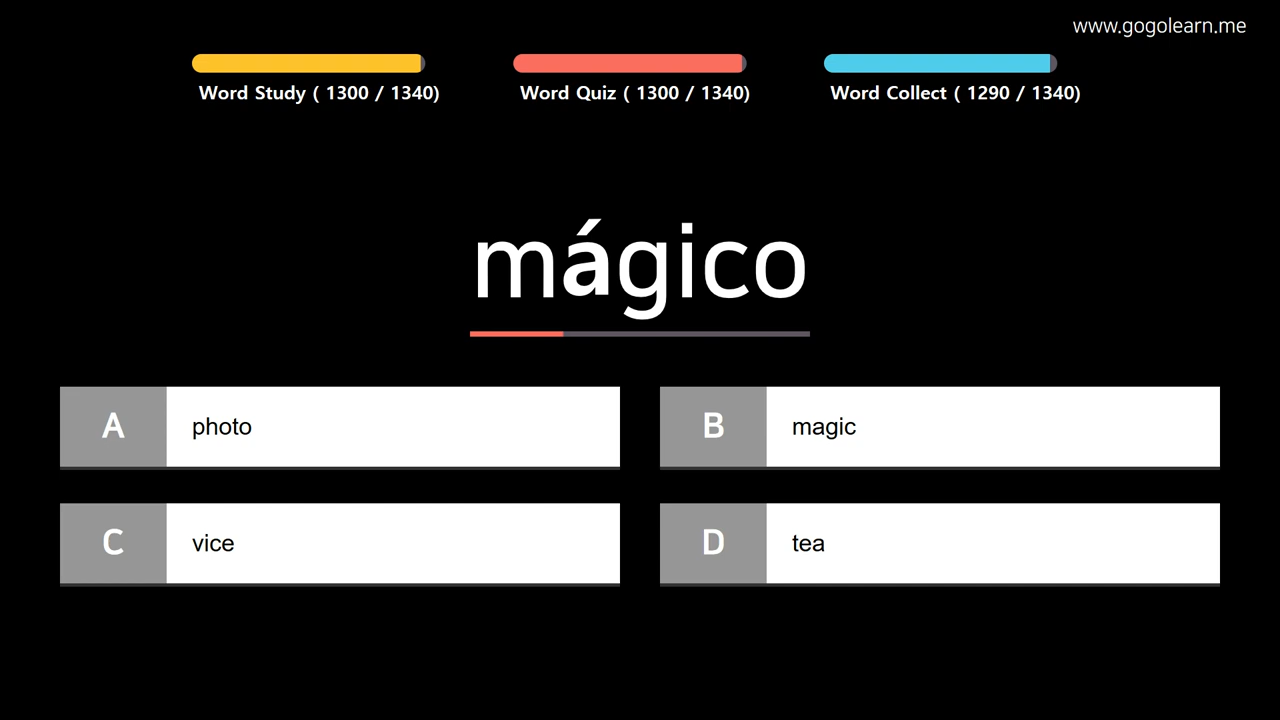 www.gogolearn.me
Word Study ( 1300 / 1340)
Word Quiz ( 1300 / 1340)
Word Collect ( 1290 / 1340)
mágico
A photo
B magic
C vice
D tea